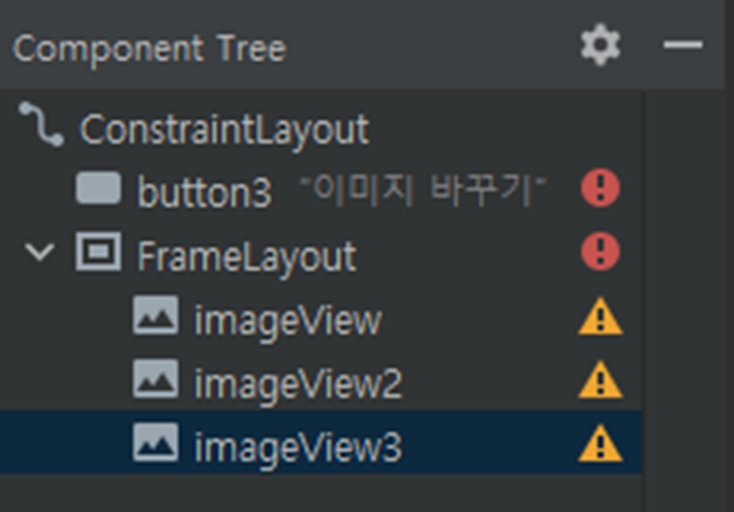 Component Tree
ConstraintLayout
button3 "이미지 바꾸기"
FrameLayout
imageView
imageView2
imageView3